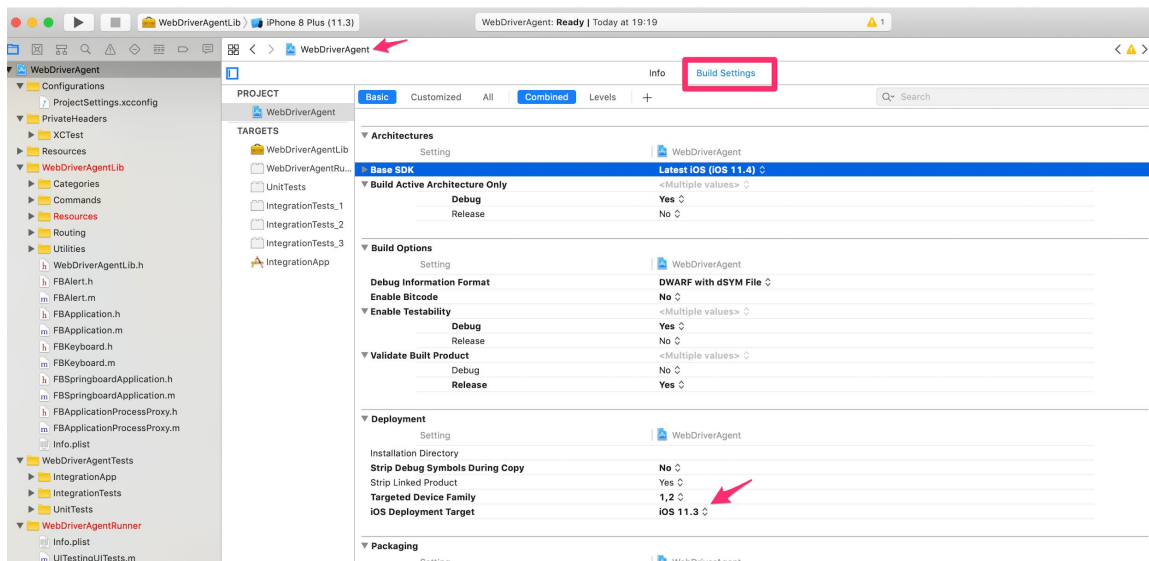 WebDriverAgentLib
iPhone 8 Plus (11.3)
WebDriverAgent: Ready | Today at 19:19
1
WebDriverAgent
WebDriverAgent
Configurations
ProjectSettings.xcconfig
PrivateHeaders
XCTest
Resources
WebDriverAgentLib
Categories
Commands
Resources
Routing
Utilities
h WebDriverAgentLib.h
h FBAlert.h
m FBAlert.m
h FBApplication.h
m FBApplication.m
h FBKeyboard.h
m FBKeyboard.m
h FBSpringboardApplication.h
m FBSpringboardApplication.m
h FBApplicationProcessProxy.h
m FBApplicationProcessProxy.m
Info.plist
WebDriverAgentTests
IntegrationApp
IntegrationTests
UnitTests
WebDriverAgentRunner
Info.plist
m UITestingUITests.m
PROJECT
WebDriverAgent
TARGETS
WebDriverAgentLib
WebDriverAgentRu...
UnitTests
IntegrationTests_1
IntegrationTests_2
IntegrationTests_3
IntegrationApp
Info Build Settings
Basic Customized All Combined Levels + Search
Architectures
Setting WebDriverAgent
Base SDK Latest iOS (iOS 11.4)
Build Active Architecture Only <Multiple values>
Debug Yes
Release No
Build Options
Setting WebDriverAgent
Debug Information Format DWARF with dSYM File
Enable Bitcode No
Enable Testability <Multiple values>
Debug Yes
Release No
Validate Built Product <Multiple values>
Debug No
Release Yes
Deployment
Setting WebDriverAgent
Installation Directory
Strip Debug Symbols During Copy No
Strip Linked Product Yes
Targeted Device Family 1,2
iOS Deployment Target iOS 11.3
Packaging
Setting WebDriverAgent